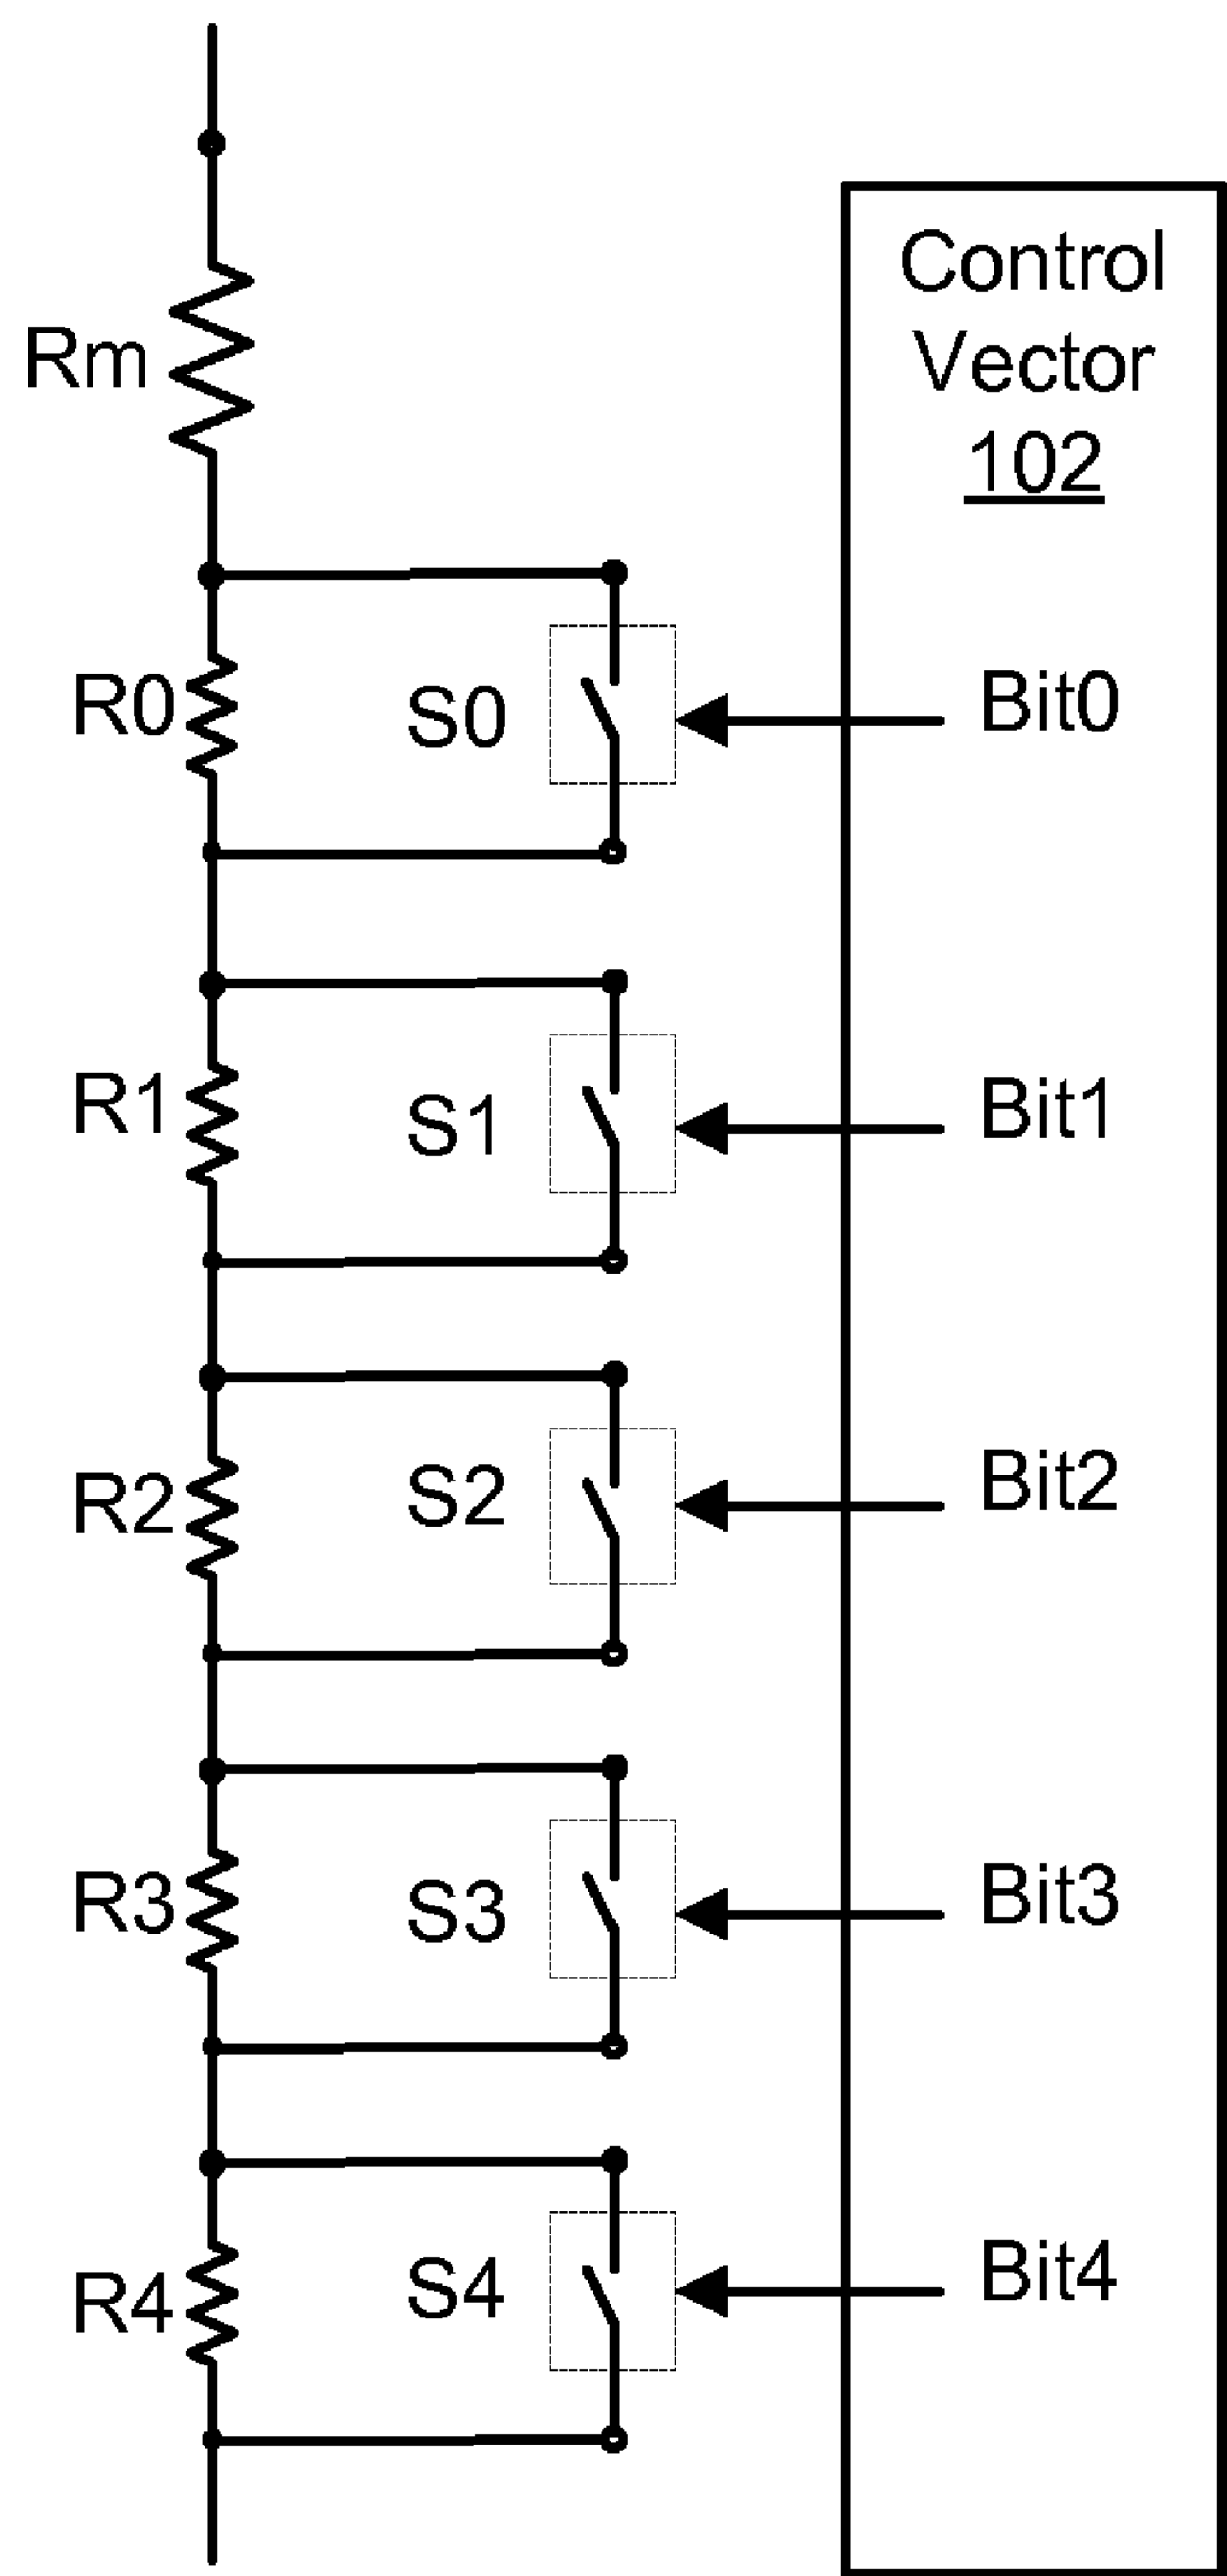 Control
Vector
102
Rm
R0
S0
Bit0
R1
S1
Bit1
R2
S2
Bit2
R3
S3
Bit3
R4
S4
Bit4